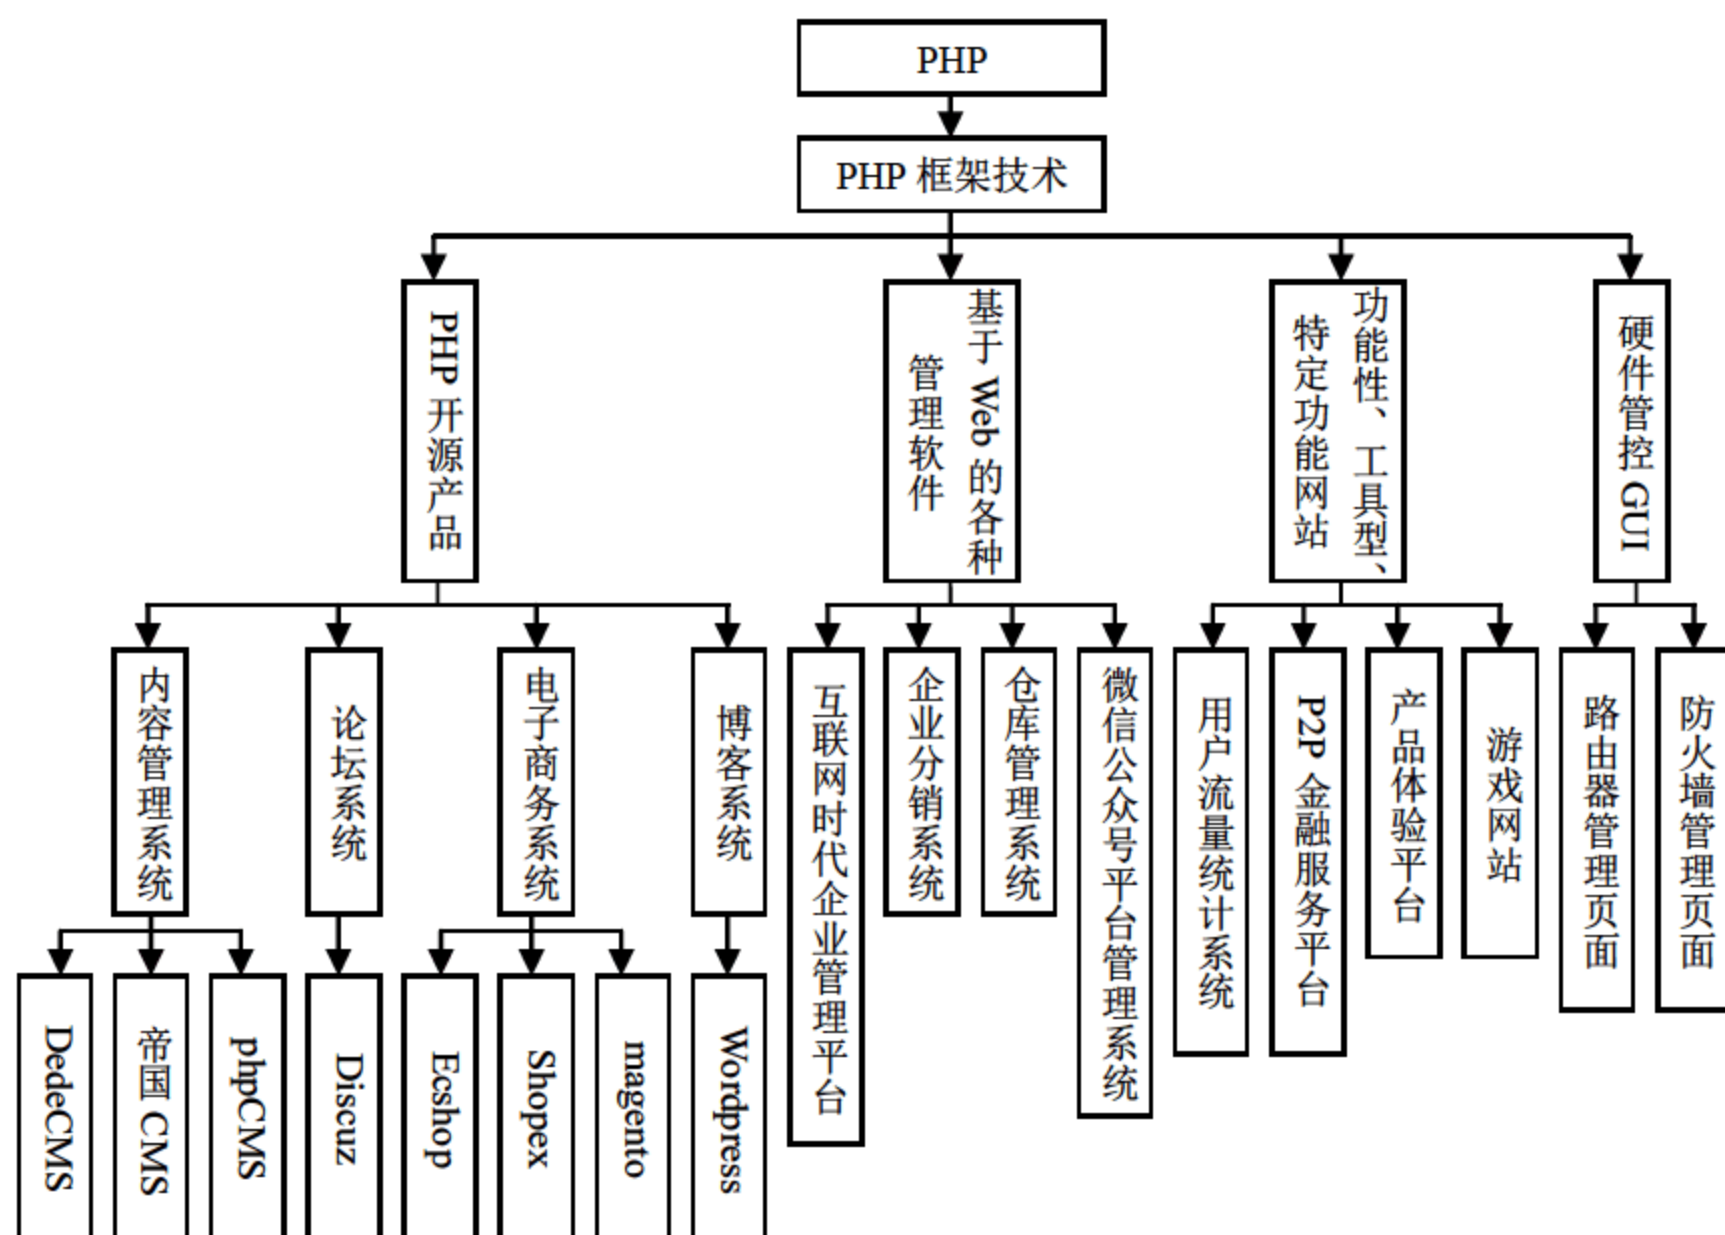 PHP
PHP 框架技术
PHP 开源产品
基于 Web 的各种
管理软件
功能性、工具型、
特定功能网站
硬件管控 GUI
内容管理系统
论坛系统
电子商务系统
博客系统
互联网时代企业管理平台
企业分销系统
仓库管理系统
微信公众号平台管理系统
用户流量统计系统
P2P 金融服务平台
产品体验平台
游戏网站
路由器管理页面
防火墙管理页面
DedeCMS
帝国 CMS
phpCMS
Discuz
Ecshop
Shopex
magento
Wordpress